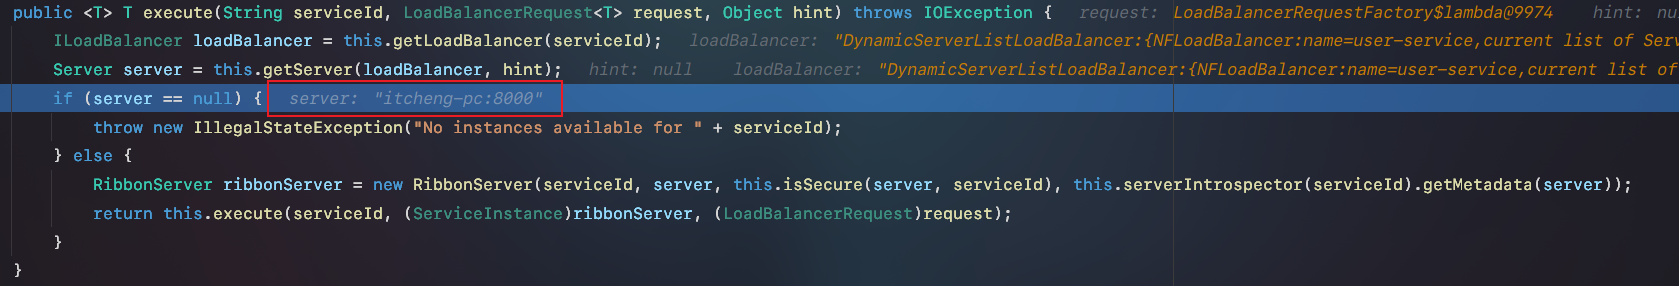 public <T> T execute(String serviceId, LoadBalancerRequest<T> request, Object hint) throws IOException {   request: LoadBalancerRequestFactory$lambda@9974   hint: nu
    ILoadBalancer loadBalancer = this.getLoadBalancer(serviceId);   loadBalancer: "DynamicServerListLoadBalancer:{NFLoadBalancer:name=user-service,current list of Serv
    Server server = this.getServer(loadBalancer, hint);   hint: null   loadBalancer: "DynamicServerListLoadBalancer:{NFLoadBalancer:name=user-service,current list of
    if (server == null) {   server: "itcheng-pc:8000"
        throw new IllegalStateException("No instances available for " + serviceId);
    } else {
        RibbonServer ribbonServer = new RibbonServer(serviceId, server, this.isSecure(server, serviceId), this.serverIntrospector(serviceId).getMetadata(server));
        return this.execute(serviceId, (ServiceInstance)ribbonServer, (LoadBalancerRequest)request);
    }
}